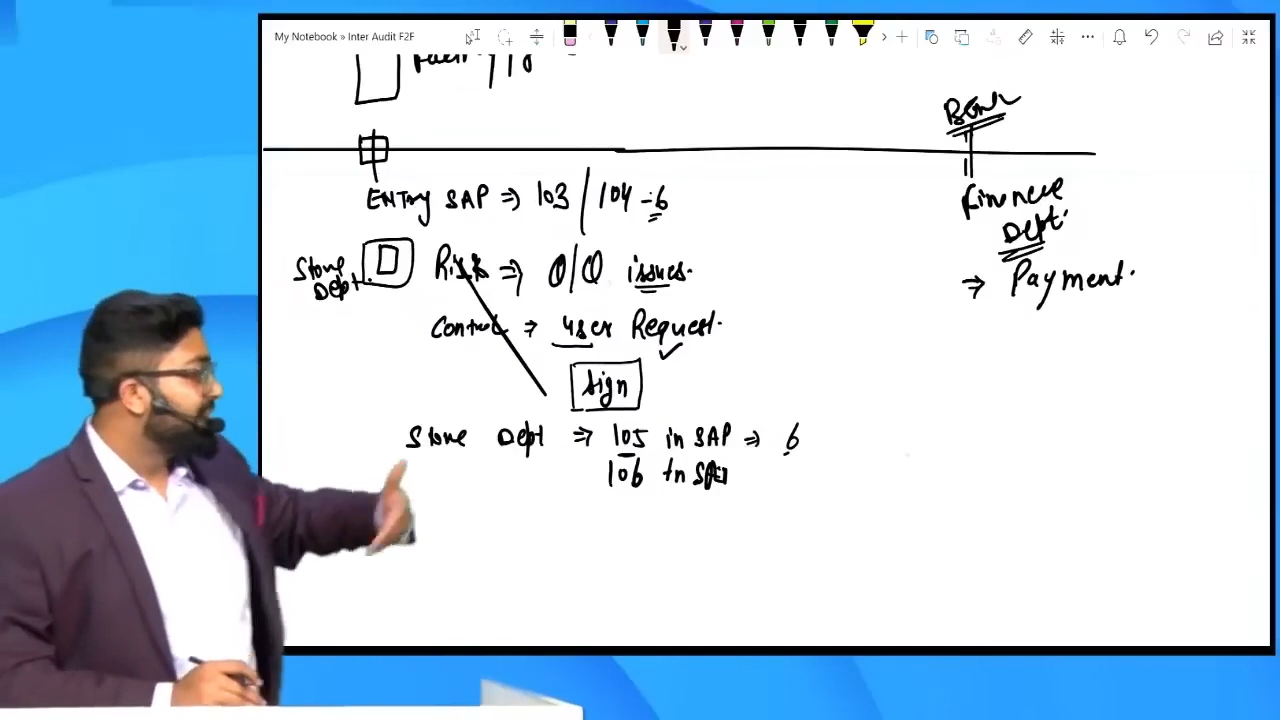 My Notebook » Inter Audit F2F
Bank
ENTry SAP ⇒ 103 / 104 - 6
Finance
Dept.
⇒ Payment.
Store
Dept.
Risk ⇒ Q/Q issues.
Control ⇒ user Request.
Sign
Store Dept ⇒ 105 in SAP ⇒ 6
106 in SAP